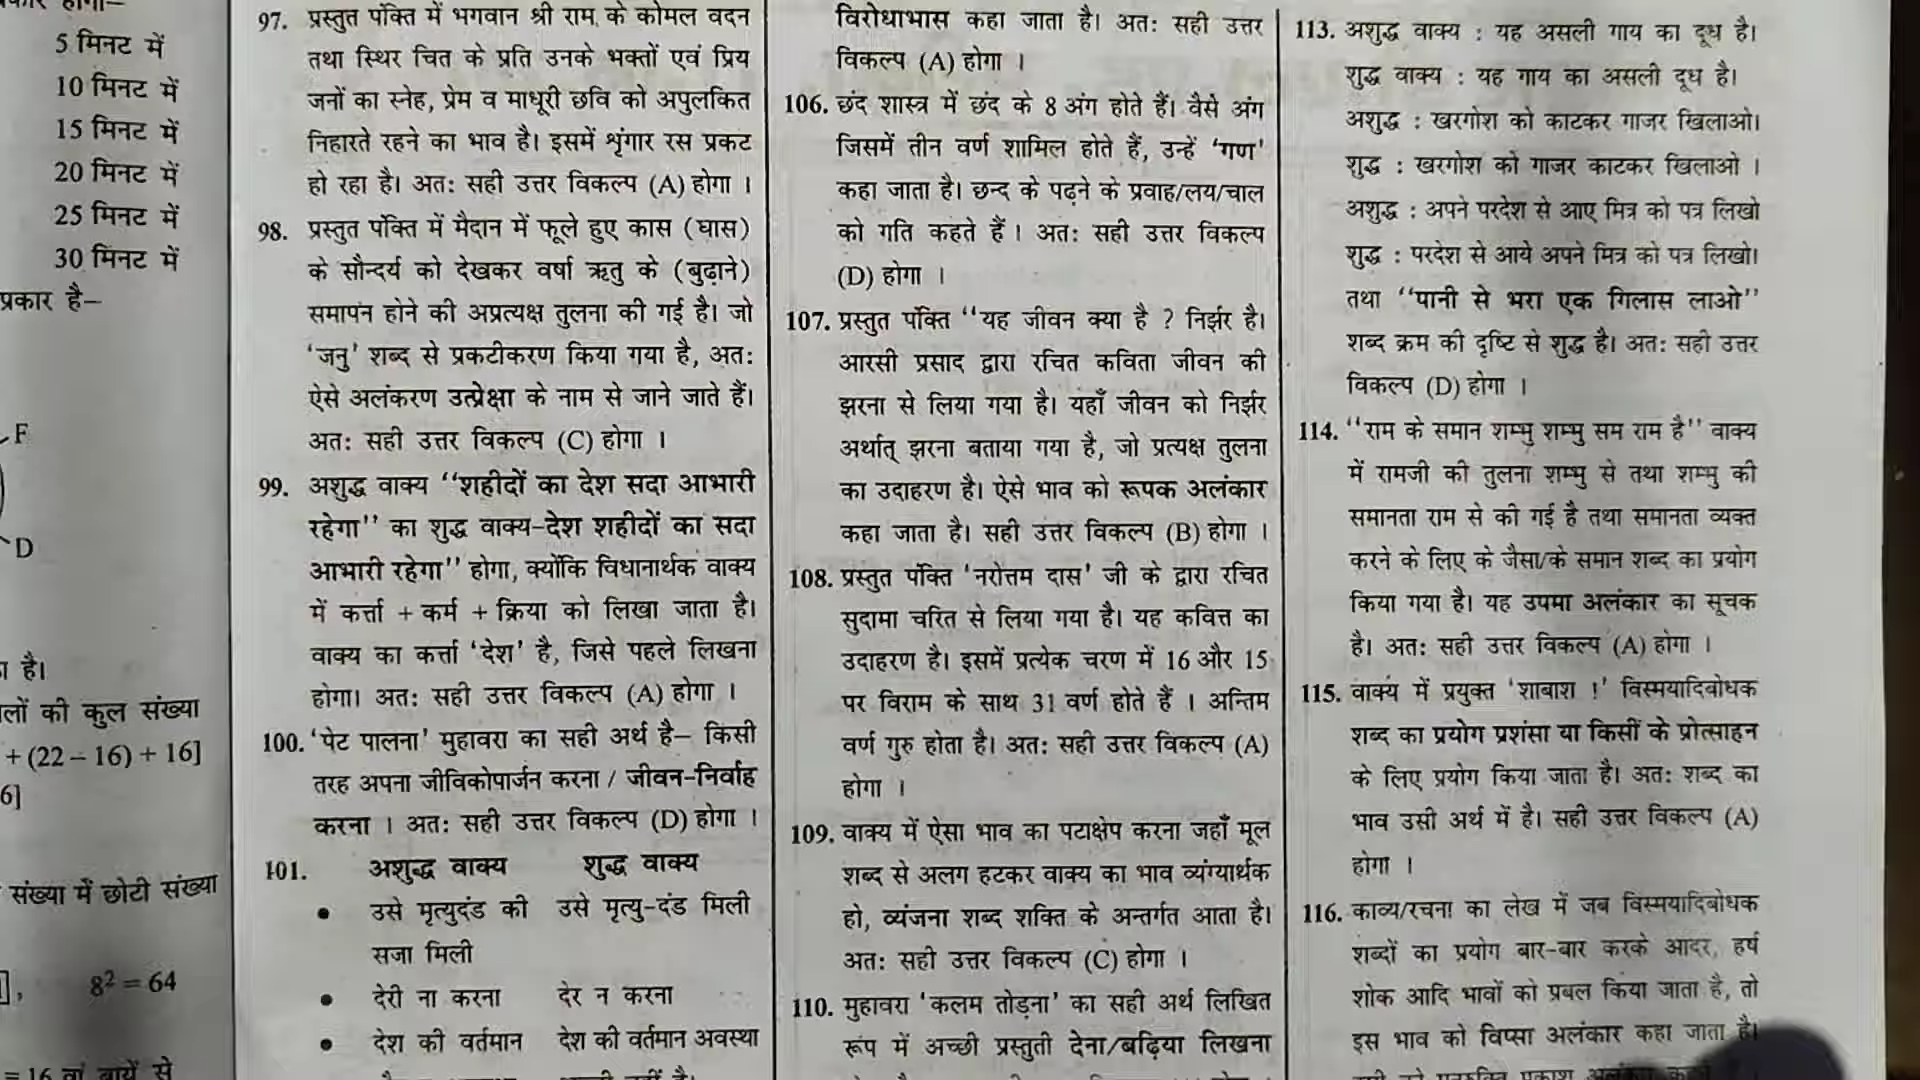 5 मिनट में
10 मिनट में
15 मिनट में
20 मिनट में
25 मिनट में
30 मिनट में
प्रकार है–
F
D
है।
की कुल संख्या
+ (22 – 16) + 16]
6]
संख्या में छोटी संख्या
], 8² = 64
= 16 वां बायें से
97. प्रस्तुत पंक्ति में भगवान श्री राम के कोमल वदन
तथा स्थिर चित के प्रति उनके भक्तों एवं प्रिय
जनों का स्नेह, प्रेम व माधूरी छवि को अपुलकित
निहारते रहने का भाव है। इसमें शृंगार रस प्रकट
हो रहा है। अतः सही उत्तर विकल्प (A) होगा ।
98. प्रस्तुत पंक्ति में मैदान में फूले हुए कास (घास)
के सौन्दर्य को देखकर वर्षा ऋतु के (बुढ़ाने)
समापन होने की अप्रत्यक्ष तुलना की गई है। जो
‘जनु’ शब्द से प्रकटीकरण किया गया है, अतः
ऐसे अलंकरण उत्प्रेक्षा के नाम से जाने जाते हैं।
अतः सही उत्तर विकल्प (C) होगा ।
99. अशुद्ध वाक्य ‘‘शहीदों का देश सदा आभारी
रहेगा’’ का शुद्ध वाक्य-देश शहीदों का सदा
आभारी रहेगा’’ होगा, क्योंकि विधानार्थक वाक्य
में कर्त्ता + कर्म + क्रिया को लिखा जाता है।
वाक्य का कर्त्ता ‘देश’ है, जिसे पहले लिखना
होगा। अतः सही उत्तर विकल्प (A) होगा ।
100. ‘पेट पालना’ मुहावरा का सही अर्थ है– किसी
तरह अपना जीविकोपार्जन करना / जीवन-निर्वाह
करना । अतः सही उत्तर विकल्प (D) होगा ।
101. अशुद्ध वाक्य शुद्ध वाक्य
• उसे मृत्युदंड की उसे मृत्यु-दंड मिली
सजा मिली
• देरी ना करना देर न करना
• देश की वर्तमान देश की वर्तमान अवस्था
विरोधाभास कहा जाता है। अतः सही उत्तर
विकल्प (A) होगा ।
106. छंद शास्त्र में छंद के 8 अंग होते हैं। वैसे अंग
जिसमें तीन वर्ण शामिल होते हैं, उन्हें ‘गण’
कहा जाता है। छन्द के पढ़ने के प्रवाह/लय/चाल
को गति कहते हैं । अतः सही उत्तर विकल्प
(D) होगा ।
107. प्रस्तुत पंक्ति ‘‘यह जीवन क्या है ? निर्झर है।
आरसी प्रसाद द्वारा रचित कविता जीवन की
झरना से लिया गया है। यहाँ जीवन को निर्झर
अर्थात् झरना बताया गया है, जो प्रत्यक्ष तुलना
का उदाहरण है। ऐसे भाव को रूपक अलंकार
कहा जाता है। सही उत्तर विकल्प (B) होगा ।
108. प्रस्तुत पंक्ति ‘नरोत्तम दास’ जी के द्वारा रचित
सुदामा चरित से लिया गया है। यह कवित्त का
उदाहरण है। इसमें प्रत्येक चरण में 16 और 15
पर विराम के साथ 31 वर्ण होते हैं । अन्तिम
वर्ण गुरु होता है। अतः सही उत्तर विकल्प (A)
होगा ।
109. वाक्य में ऐसा भाव का पटाक्षेप करना जहाँ मूल
शब्द से अलग हटकर वाक्य का भाव व्यंग्यार्थक
हो, व्यंजना शब्द शक्ति के अन्तर्गत आता है।
अतः सही उत्तर विकल्प (C) होगा ।
110. मुहावरा ‘कलम तोड़ना’ का सही अर्थ लिखित
रूप में अच्छी प्रस्तुती देना/बढ़िया लिखना
113. अशुद्ध वाक्य : यह असली गाय का दूध है।
शुद्ध वाक्य : यह गाय का असली दूध है।
अशुद्ध : खरगोश को काटकर गाजर खिलाओ।
शुद्ध : खरगोश को गाजर काटकर खिलाओ ।
अशुद्ध : अपने परदेश से आए मित्र को पत्र लिखो
शुद्ध : परदेश से आये अपने मित्र को पत्र लिखो।
तथा ‘‘पानी से भरा एक गिलास लाओ’’
शब्द क्रम की दृष्टि से शुद्ध है। अतः सही उत्तर
विकल्प (D) होगा ।
114. ‘‘राम के समान शम्भु शम्भु सम राम है’’ वाक्य
में रामजी की तुलना शम्भु से तथा शम्भु की
समानता राम से की गई है तथा समानता व्यक्त
करने के लिए के जैसा/के समान शब्द का प्रयोग
किया गया है। यह उपमा अलंकार का सूचक
है। अतः सही उत्तर विकल्प (A) होगा ।
115. वाक्य में प्रयुक्त ‘शाबाश !’ विस्मयादिबोधक
शब्द का प्रयोग प्रशंसा या किसी के प्रोत्साहन
के लिए प्रयोग किया जाता है। अतः शब्द का
भाव उसी अर्थ में है। सही उत्तर विकल्प (A)
होगा ।
116. काव्य/रचना का लेख में जब विस्मयादिबोधक
शब्दों का प्रयोग बार-बार करके आदर, हर्ष
शोक आदि भावों को प्रबल किया जाता है, तो
इस भाव को विप्सा अलंकार कहा जाता है।